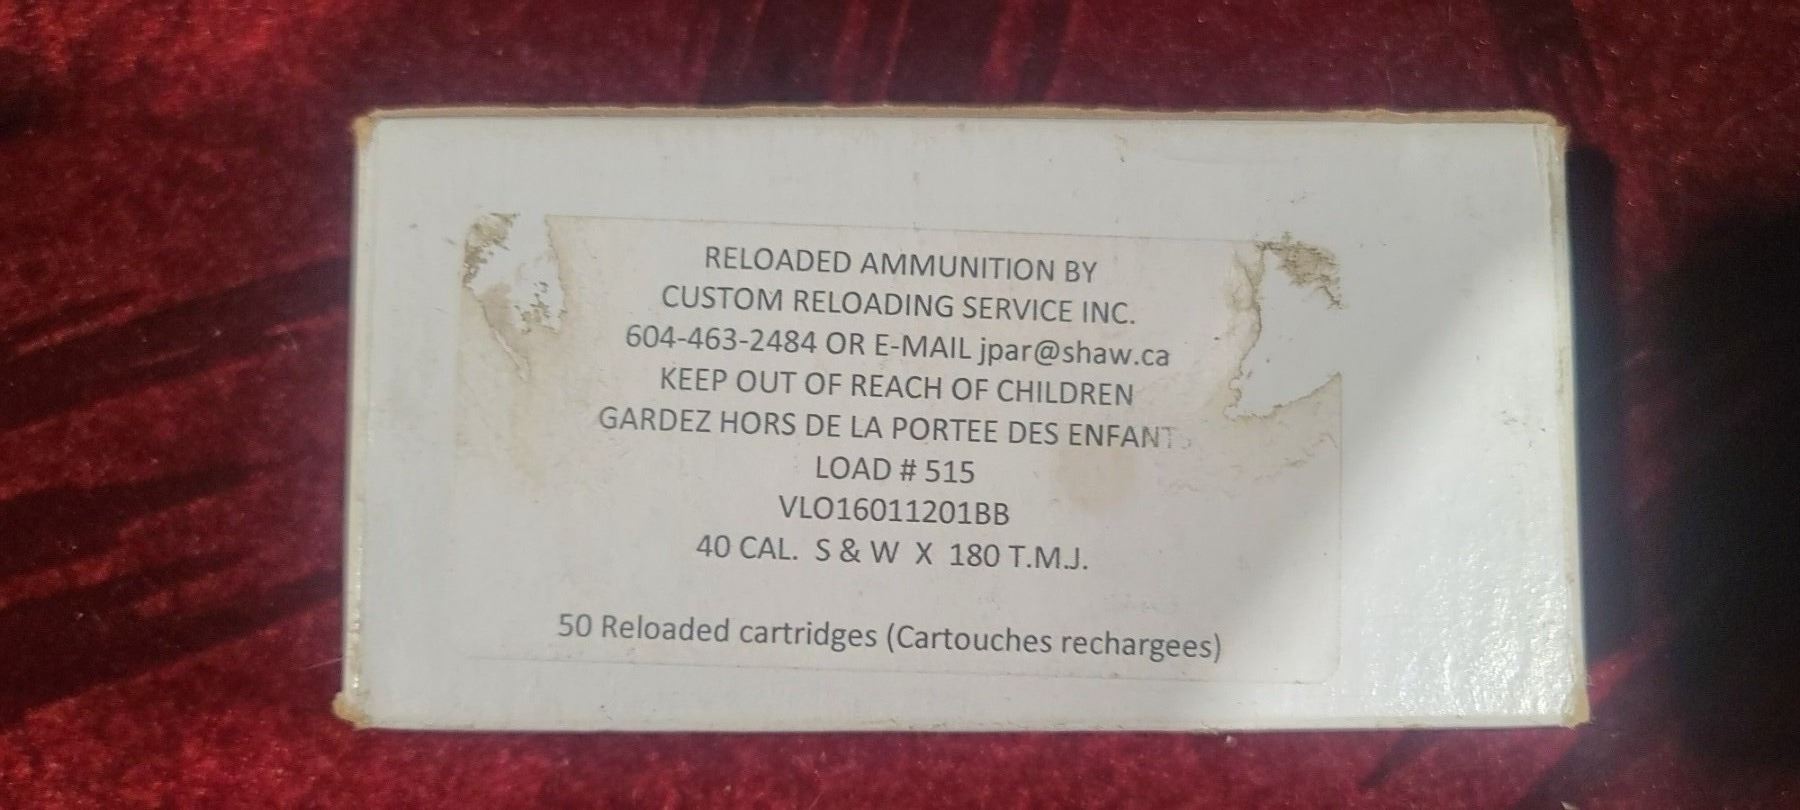 RELOADED AMMUNITION BY
CUSTOM RELOADING SERVICE INC.
604-463-2484 OR E-MAIL jpar@shaw.ca
KEEP OUT OF REACH OF CHILDREN
GARDEZ HORS DE LA PORTEE DES ENFANTS
LOAD # 515
VLO16011201BB
40 CAL. S & W X 180 T.M.J.
50 Reloaded cartridges (Cartouches rechargees)